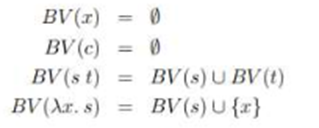 BV(x) = ∅
BV(c) = ∅
BV(s t) = BV(s) ∪ BV(t)
BV(λx. s) = BV(s) ∪ {x}